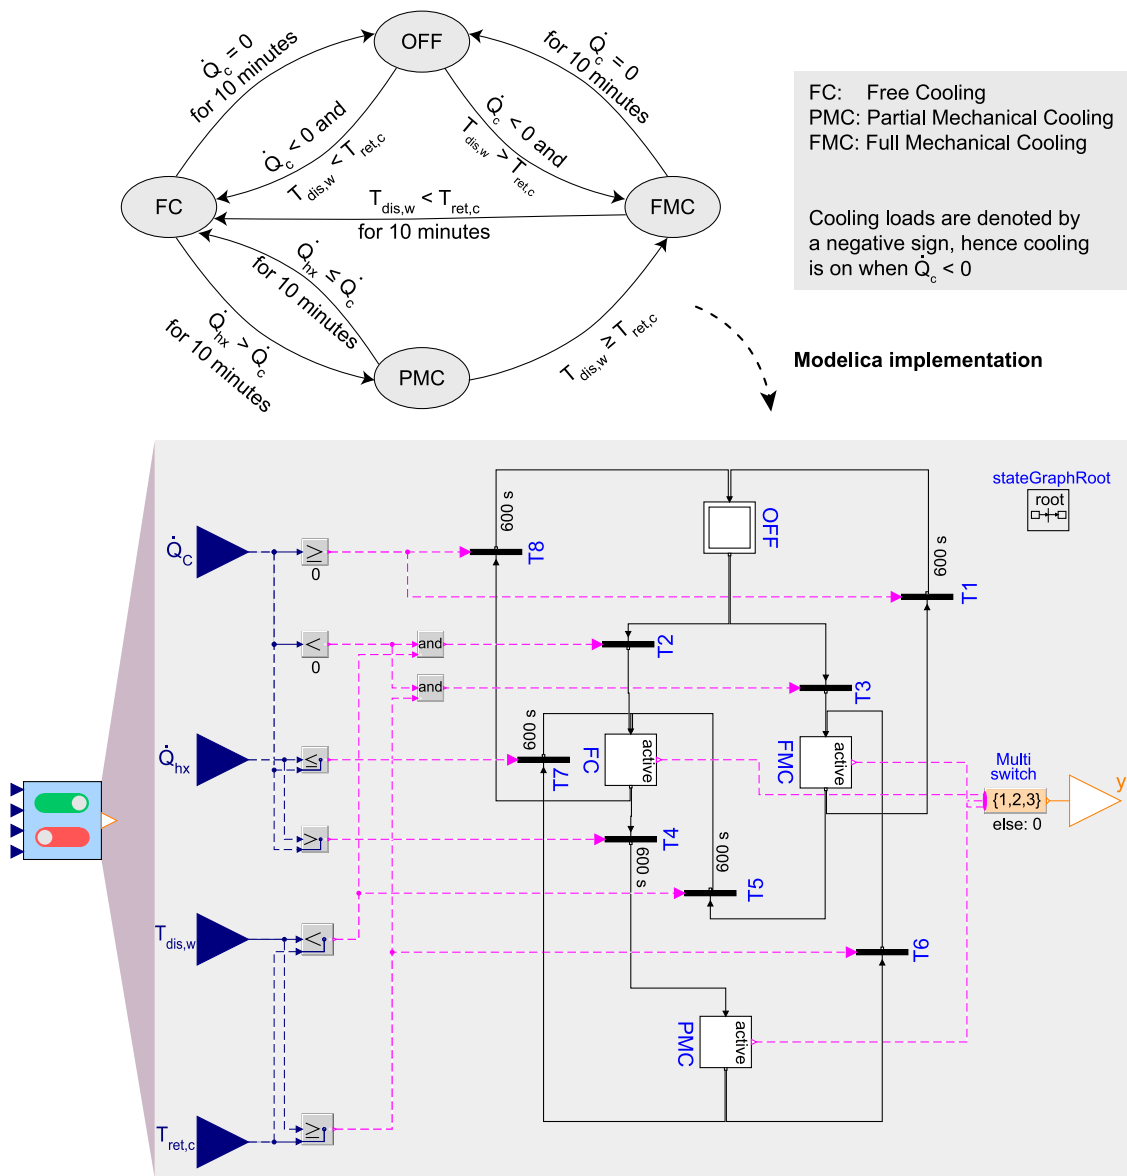 OFF
Q̇c = 0
for 10 minutes
Q̇c = 0
for 10 minutes
Q̇c < 0 and
Tdis,w < Tret,c
Q̇c < 0 and
Tdis,w > Tret,c
FC
FMC
Tdis,w < Tret,c
for 10 minutes
Q̇hx ≤ Q̇c
for 10 minutes
Q̇hx > Q̇c
for 10 minutes
Tdis,w ≥ Tret,c
PMC
FC: Free Cooling
PMC: Partial Mechanical Cooling
FMC: Full Mechanical Cooling
Cooling loads are denoted by
a negative sign, hence cooling
is on when Q̇c < 0
Modelica implementation
stateGraphRoot
root
OFF
600 s
T8
600 s
T1
Q̇C
≥
0
<
0
and
T2
and
T3
Q̇hx
≤
600 s
T7
FC
active
FMC
active
Multi
switch
{1,2,3}
else: 0
y
>
T4
600 s
600 s
T5
Tdis,w
<
T6
PMC
active
Tret,c
≥